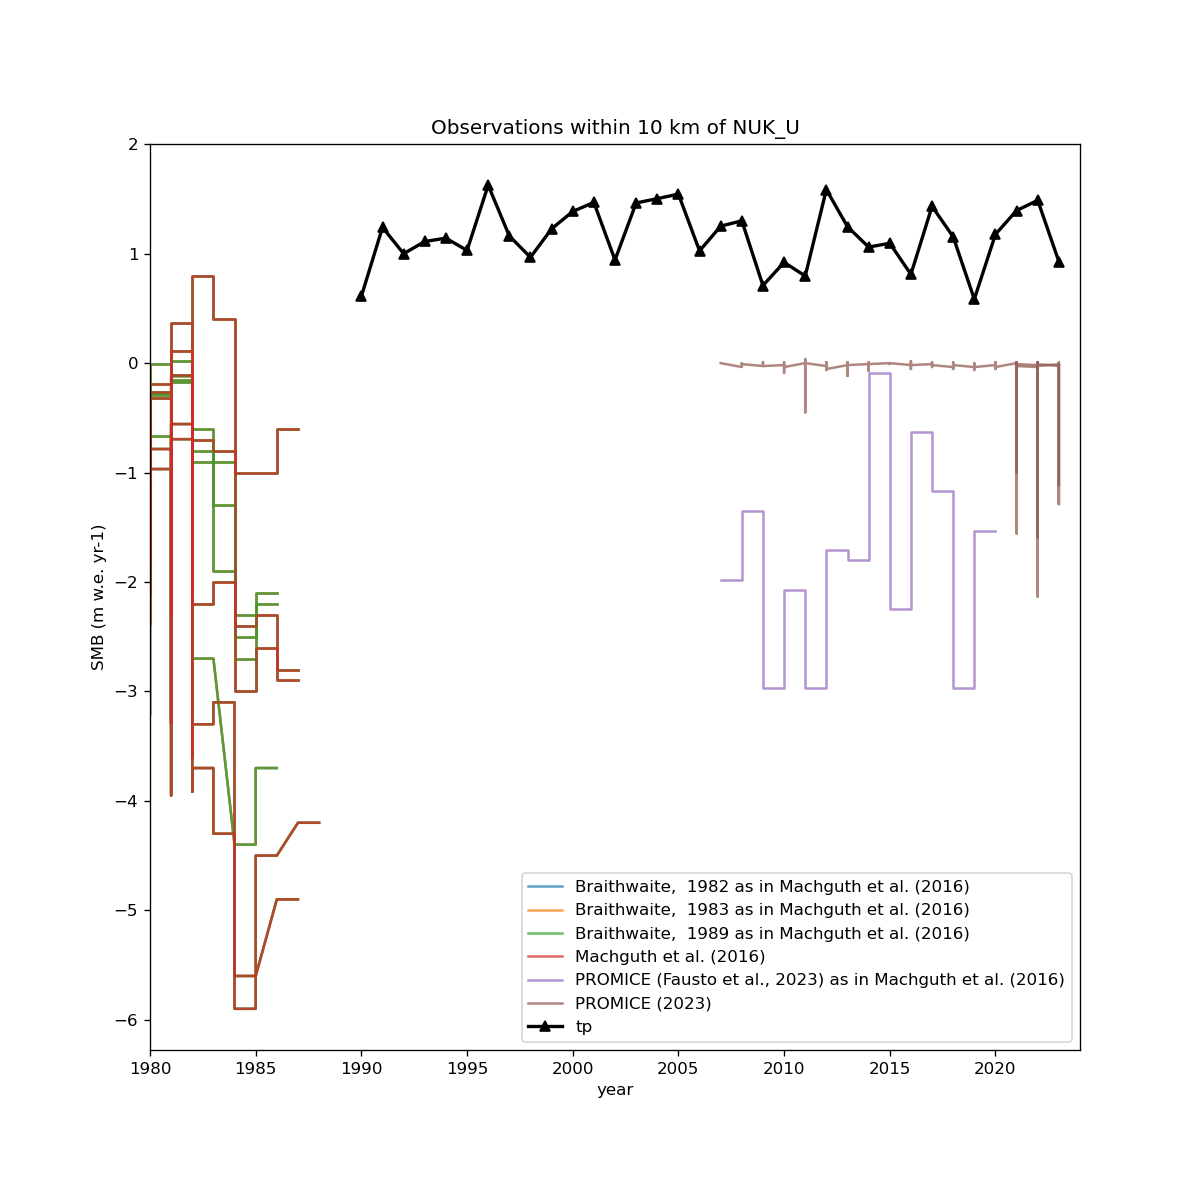 Observations within 10 km of NUK_U
2
1
0
−1
−2
−3
−4
−5
−6
SMB (m w.e. yr-1)
Braithwaite,  1982 as in Machguth et al. (2016)
Braithwaite,  1983 as in Machguth et al. (2016)
Braithwaite,  1989 as in Machguth et al. (2016)
Machguth et al. (2016)
PROMICE (Fausto et al., 2023) as in Machguth et al. (2016)
PROMICE (2023)
tp
1980 1985 1990 1995 2000 2005 2010 2015 2020
year